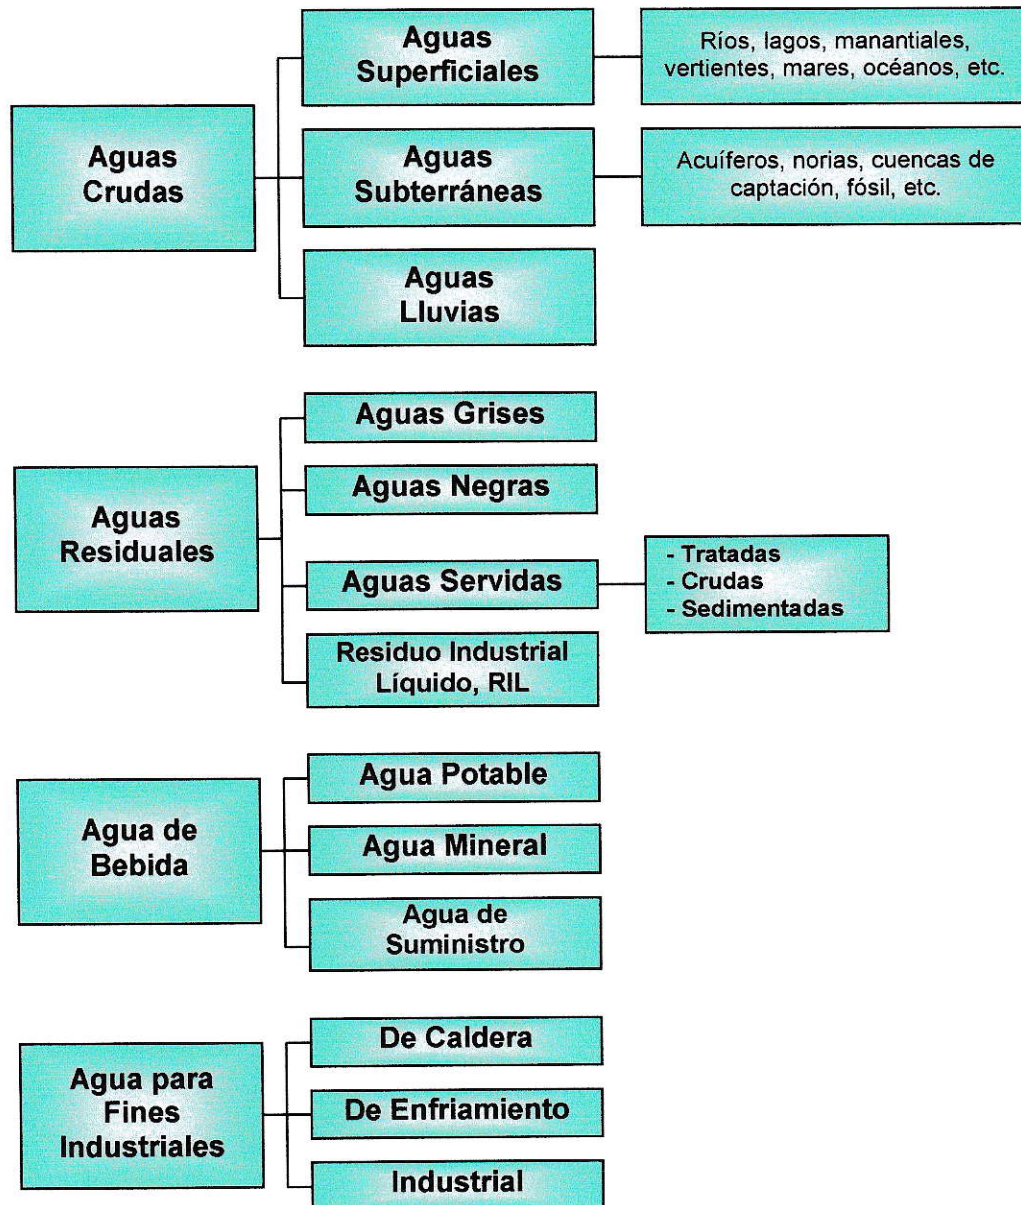 Aguas
Crudas
Aguas
Superficiales
Ríos, lagos, manantiales,
vertientes, mares, océanos, etc.
Aguas
Subterráneas
Acuíferos, norias, cuencas de
captación, fósil, etc.
Aguas
Lluvias
Aguas
Residuales
Aguas Grises
Aguas Negras
Aguas Servidas
- Tratadas
- Crudas
- Sedimentadas
Residuo Industrial
Líquido, RIL
Agua de
Bebida
Agua Potable
Agua Mineral
Agua de
Suministro
Agua para
Fines
Industriales
De Caldera
De Enfriamiento
Industrial